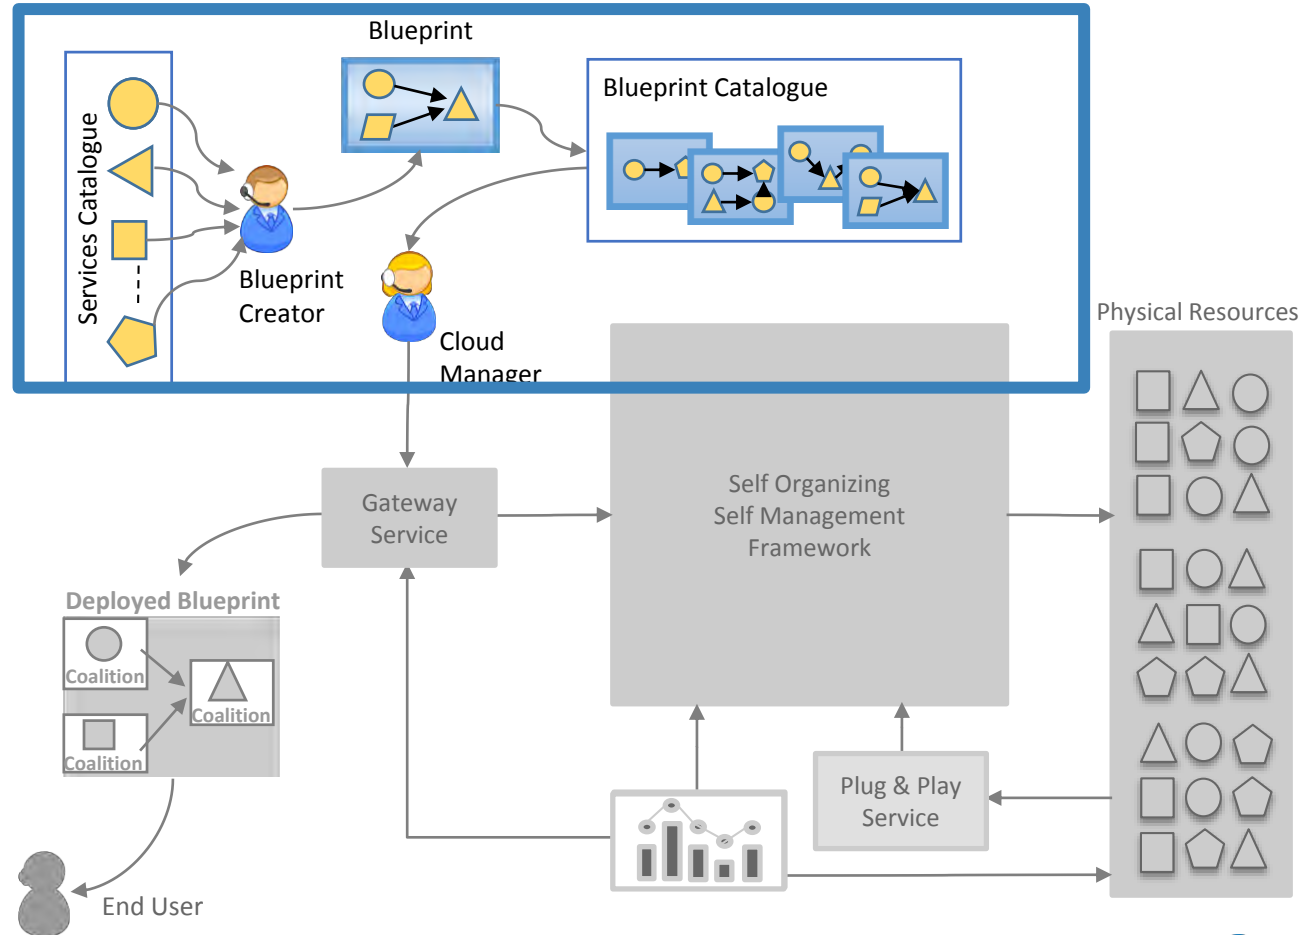 Blueprint
Services Catalogue
Blueprint Catalogue
Blueprint
Creator
Cloud
Manager
Physical Resources
Gateway
Service
Self Organizing
Self Management
Framework
Deployed Blueprint
Coalition
Coalition
Coalition
Plug & Play
Service
End User